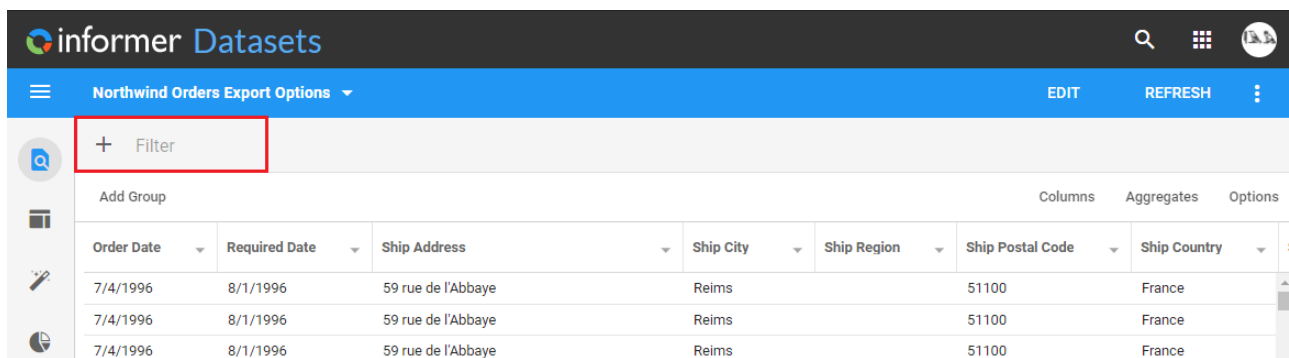 informer Datasets
Northwind Orders Export Options EDIT REFRESH
+ Filter
Add Group Columns Aggregates Options
Order Date Required Date Ship Address Ship City Ship Region Ship Postal Code Ship Country
7/4/1996 8/1/1996 59 rue de l'Abbaye Reims 51100 France
7/4/1996 8/1/1996 59 rue de l'Abbaye Reims 51100 France
7/4/1996 8/1/1996 59 rue de l'Abbaye Reims 51100 France